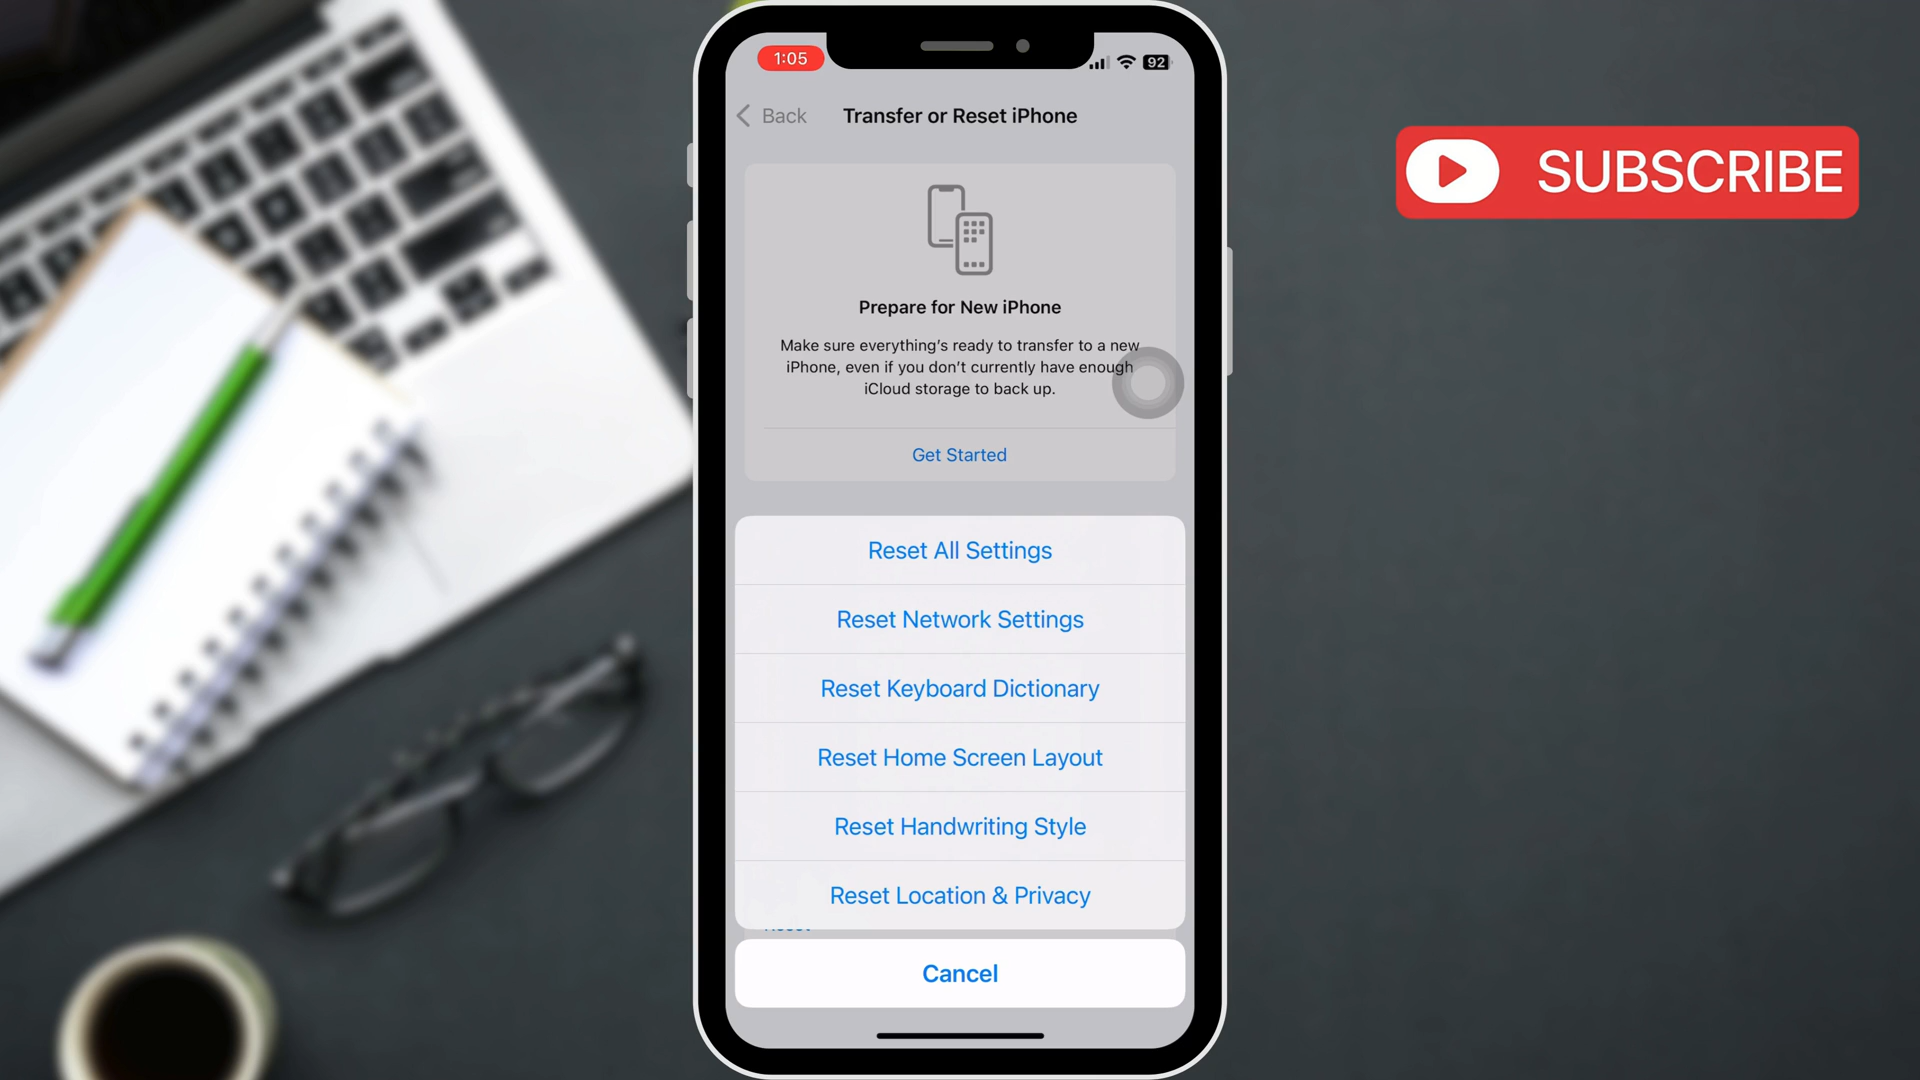 1:05
92
Back
Transfer or Reset iPhone
SUBSCRIBE
Prepare for New iPhone
Make sure everything's ready to transfer to a new
iPhone, even if you don't currently have enough
iCloud storage to back up.
Get Started
Reset All Settings
Reset Network Settings
Reset Keyboard Dictionary
Reset Home Screen Layout
Reset Handwriting Style
Reset Location & Privacy
Cancel